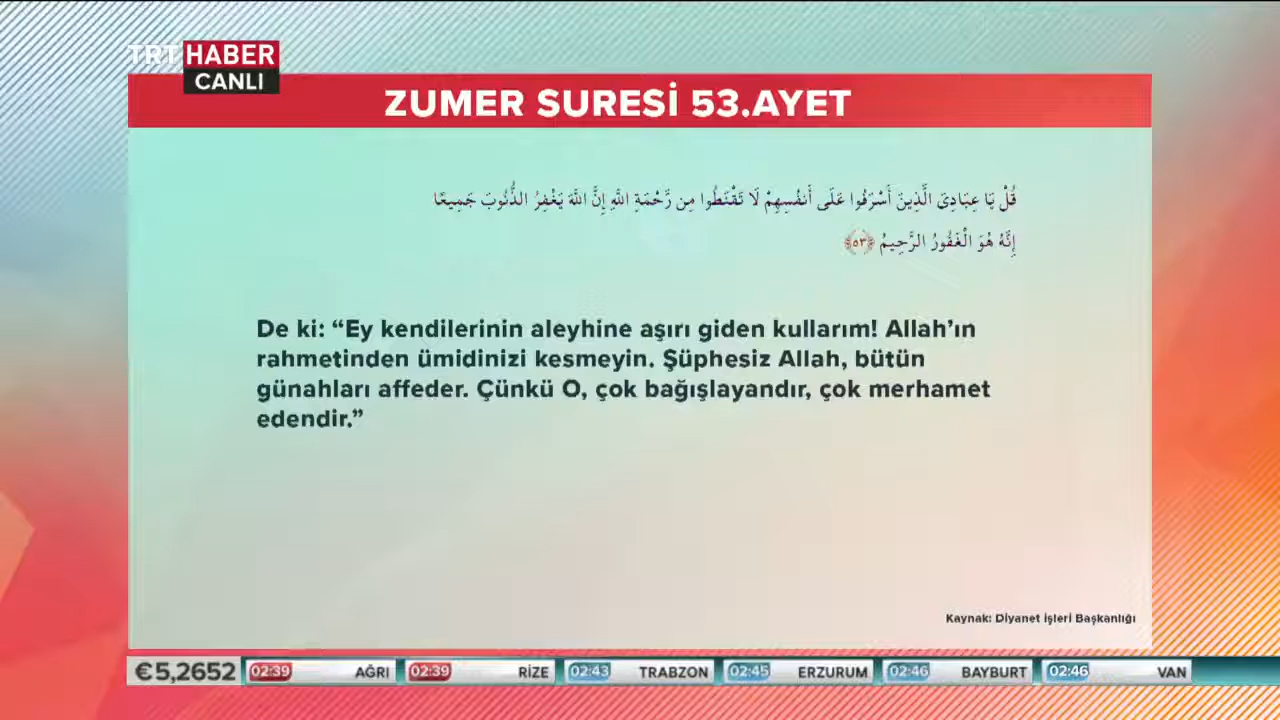 TRT HABER
CANLI
ZUMER SURESİ 53.AYET
قُلْ يَا عِبَادِيَ الَّذِينَ أَسْرَفُوا عَلَى أَنفُسِهِمْ لَا تَقْنَطُوا مِن رَّحْمَةِ اللَّهِ إِنَّ اللَّهَ يَغْفِرُ الذُّنُوبَ جَمِيعًا
إِنَّهُ هُوَ الْغَفُورُ الرَّحِيمُ ﴿٥٣﴾
De ki: “Ey kendilerinin aleyhine aşırı giden kullarım! Allah’ın
rahmetinden ümidinizi kesmeyin. Şüphesiz Allah, bütün
günahları affeder. Çünkü O, çok bağışlayandır, çok merhamet
edendir.”
Kaynak: Diyanet İşleri Başkanlığı
€5,2652 02:39 AĞRI 02:39 RİZE 02:43 TRABZON 02:45 ERZURUM 02:46 BAYBURT 02:46 VAN